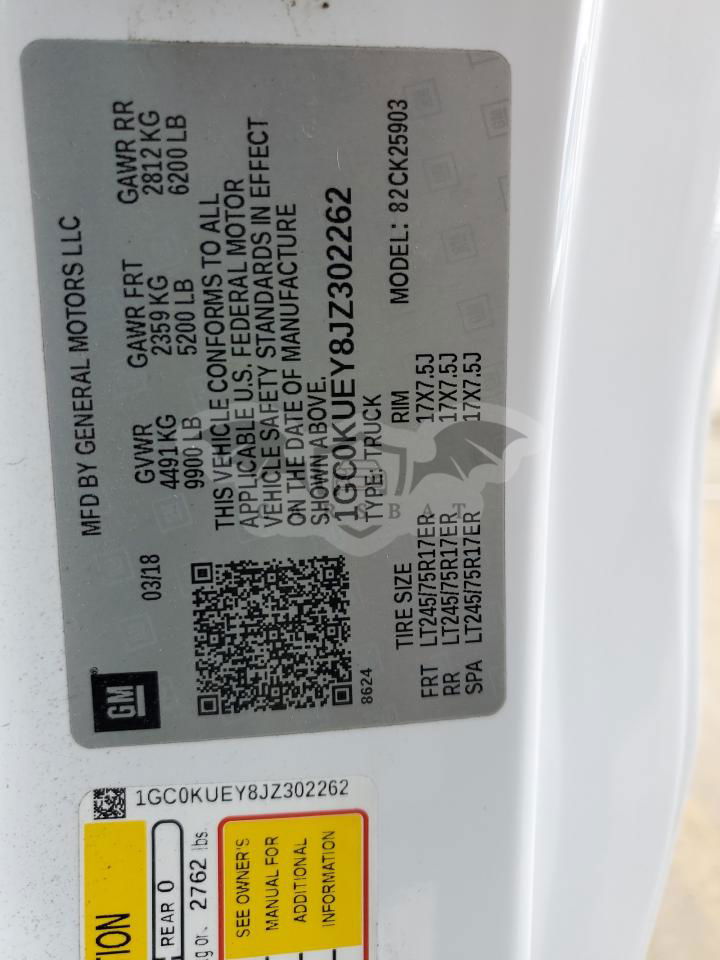 MFD BY GENERAL MOTORS LLC
GM
03/18
GVWR GAWR FRT GAWR RR
4491 KG 2359 KG 2812 KG
9900 LB 5200 LB 6200 LB
THIS VEHICLE CONFORMS TO ALL
APPLICABLE U.S. FEDERAL MOTOR
VEHICLE SAFETY STANDARDS IN EFFECT
ON THE DATE OF MANUFACTURE
SHOWN ABOVE.
1GC0KUEY8JZ302262
8624
TYPE: TRUCK
MODEL: 82CK25903
TIRE SIZE RIM
FRT LT245/75R17ER 17X7.5J
RR LT245/75R17ER 17X7.5J
SPA LT245/75R17ER 17X7.5J
CARSBAT
1GC0KUEY8JZ302262
TION
REAR 0
kg or. 2762 lbs.
SEE OWNER'S
MANUAL FOR
ADDITIONAL
INFORMATION